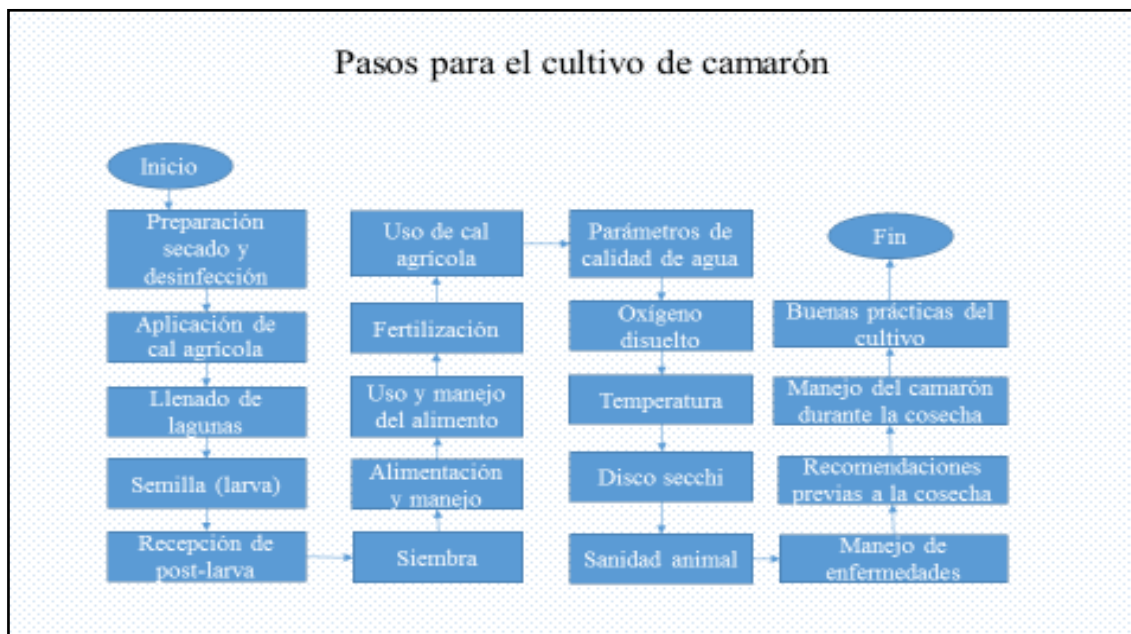 Pasos para el cultivo de camarón
Inicio
Preparación
secado y
desinfección
Aplicación de
cal agrícola
Llenado de
lagunas
Semilla (larva)
Recepción de
post-larva
Siembra
Alimentación
y manejo
Uso y manejo
del alimento
Fertilización
Uso de cal
agrícola
Parámetros de
calidad de agua
Oxígeno
disuelto
Temperatura
Disco secchi
Sanidad animal
Manejo de
enfermedades
Recomendaciones
previas a la cosecha
Manejo del camarón
durante la cosecha
Buenas prácticas del
cultivo
Fin